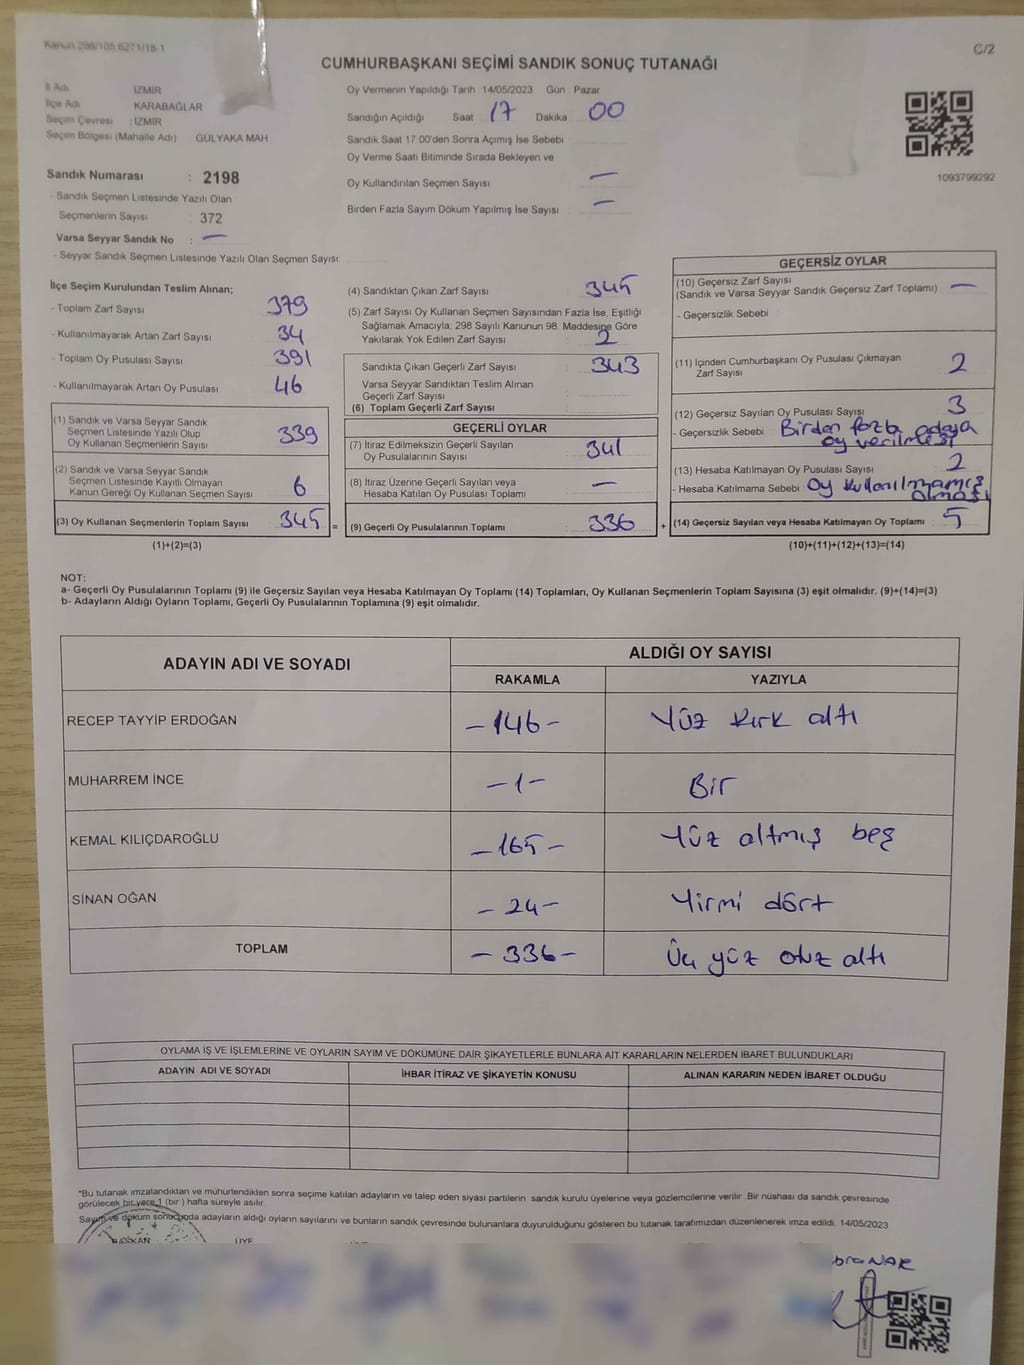 Kanun 298/105 6271/18-1
C/2
CUMHURBAŞKANI SEÇİMİ SANDIK SONUÇ TUTANAĞI
İl Adı : İZMİR
İlçe Adı : KARABAĞLAR
Seçim Çevresi : İZMİR
Seçim Bölgesi (Mahalle Adı) GÜLYAKA MAH
Sandık Numarası : 2198
- Sandık Seçmen Listesinde Yazılı Olan
Seçmenlerin Sayısı : 372
Varsa Seyyar Sandık No : —
- Seyyar Sandık Seçmen Listesinde Yazılı Olan Seçmen Sayısı
Oy Vermenin Yapıldığı Tarih 14/05/2023 Gün : Pazar
Sandığın Açıldığı Saat 17 Dakika 00
Sandık Saat 17 00'den Sonra Açımış İse Sebebi
Oy Verme Saati Bitiminde Sırada Bekleyen ve
Oy Kullandırılan Seçmen Sayısı : —
Birden Fazla Sayım Döküm Yapılmış İse Sayısı : —
1093799292
İlçe Seçim Kurulundan Teslim Alınan;
- Toplam Zarf Sayısı : 379
- Kullanılmayarak Artan Zarf Sayısı : 34
- Toplam Oy Pusulası Sayısı : 391
- Kullanılmayarak Artan Oy Pusulası : 46
(1) Sandık ve Varsa Seyyar Sandık
Seçmen Listesinde Yazılı Olup
Oy Kullanan Seçmenlerin Sayısı : 339
(2) Sandık ve Varsa Seyyar Sandık
Seçmen Listesinde Kayıtlı Olmayan
Kanun Gereği Oy Kullanan Seçmen Sayısı : 6
(3) Oy Kullanan Seçmenlerin Toplam Sayısı : 345 =
(1)+(2)=(3)
(4) Sandıktan Çıkan Zarf Sayısı : 345
(5) Zarf Sayısı Oy Kullanan Seçmen Sayısından Fazla İse, Eşitliği
Sağlamak Amacıyla, 298 Sayılı Kanunun 98. Maddesine Göre
Yakılarak Yok Edilen Zarf Sayısı : 2
Sandıkta Çıkan Geçerli Zarf Sayısı : 343
Varsa Seyyar Sandıktan Teslim Alınan
Geçerli Zarf Sayısı :
(6) Toplam Geçerli Zarf Sayısı
GEÇERLİ OYLAR
(7) İtiraz Edilmeksizin Geçerli Sayılan
Oy Pusulalarının Sayısı : 341
(8) İtiraz Üzerine Geçerli Sayılan veya
Hesaba Katılan Oy Pusulası Toplamı : —
(9) Geçerli Oy Pusulalarının Toplamı : 336 +
GEÇERSİZ OYLAR
(10) Geçersiz Zarf Sayısı
(Sandık ve Varsa Seyyar Sandık Geçersiz Zarf Toplamı) : —
- Geçersizlik Sebebi :
(11) İçinden Cumhurbaşkanı Oy Pusulası Çıkmayan
Zarf Sayısı : 2
(12) Geçersiz Sayılan Oy Pusulası Sayısı : 3
- Geçersizlik Sebebi : Birden fazla adaya
oy verilmesi
(13) Hesaba Katılmayan Oy Pusulası Sayısı : 2
- Hesaba Katılmama Sebebi : Oy kullanılmamış
olması
(14) Geçersiz Sayılan veya Hesaba Katılmayan Oy Toplamı : 5
(10)+(11)+(12)+(13)=(14)
NOT:
a- Geçerli Oy Pusulalarının Toplamı (9) ile Geçersiz Sayılan veya Hesaba Katılmayan Oy Toplamı (14) Toplamları, Oy Kullanan Seçmenlerin Toplam Sayısına (3) eşit olmalıdır. (9)+(14)=(3)
b- Adayların Aldığı Oyların Toplamı, Geçerli Oy Pusulalarının Toplamına (9) eşit olmalıdır.
ADAYIN ADI VE SOYADI
ALDIĞI OY SAYISI
RAKAMLA YAZIYLA
RECEP TAYYİP ERDOĞAN -146- Yüz kırk altı
MUHARREM İNCE -1- Bir
KEMAL KILIÇDAROĞLU -165- Yüz altmış beş
SİNAN OĞAN -24- Yirmi dört
TOPLAM -336- Üç yüz otuz altı
OYLAMA İŞ VE İŞLEMLERİNE VE OYLARIN SAYIM VE DÖKÜMÜNE DAİR ŞİKAYETLERLE BUNLARA AİT KARARLARIN NELERDEN İBARET BULUNDUKLARI
ADAYIN ADI VE SOYADI İHBAR İTİRAZ VE ŞİKAYETİN KONUSU ALINAN KARARIN NEDEN İBARET OLDUĞU
"Bu tutanak imzalandıktan ve mühürlendikten sonra seçime katılan adayların ve talep eden siyasi partilerin sandık kurulu üyelerine veya gözlemcilerine verilir. Bir nüshası da sandık çevresinde
görülecek bir yere 1 (bir) hafta süreyle asılır.
Sayım ve döküm sonucunda adayların aldığı oyların sayılarını ve bunların sandık çevresinde bulunanlara duyurulduğunu gösteren bu tutanak tarafımızdan düzenlenerek imza edildi. 14/05/2023
BAŞKAN ÜYE